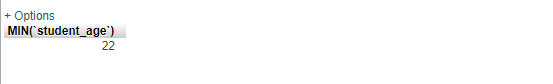 + Options
MIN(`student_age`)
22